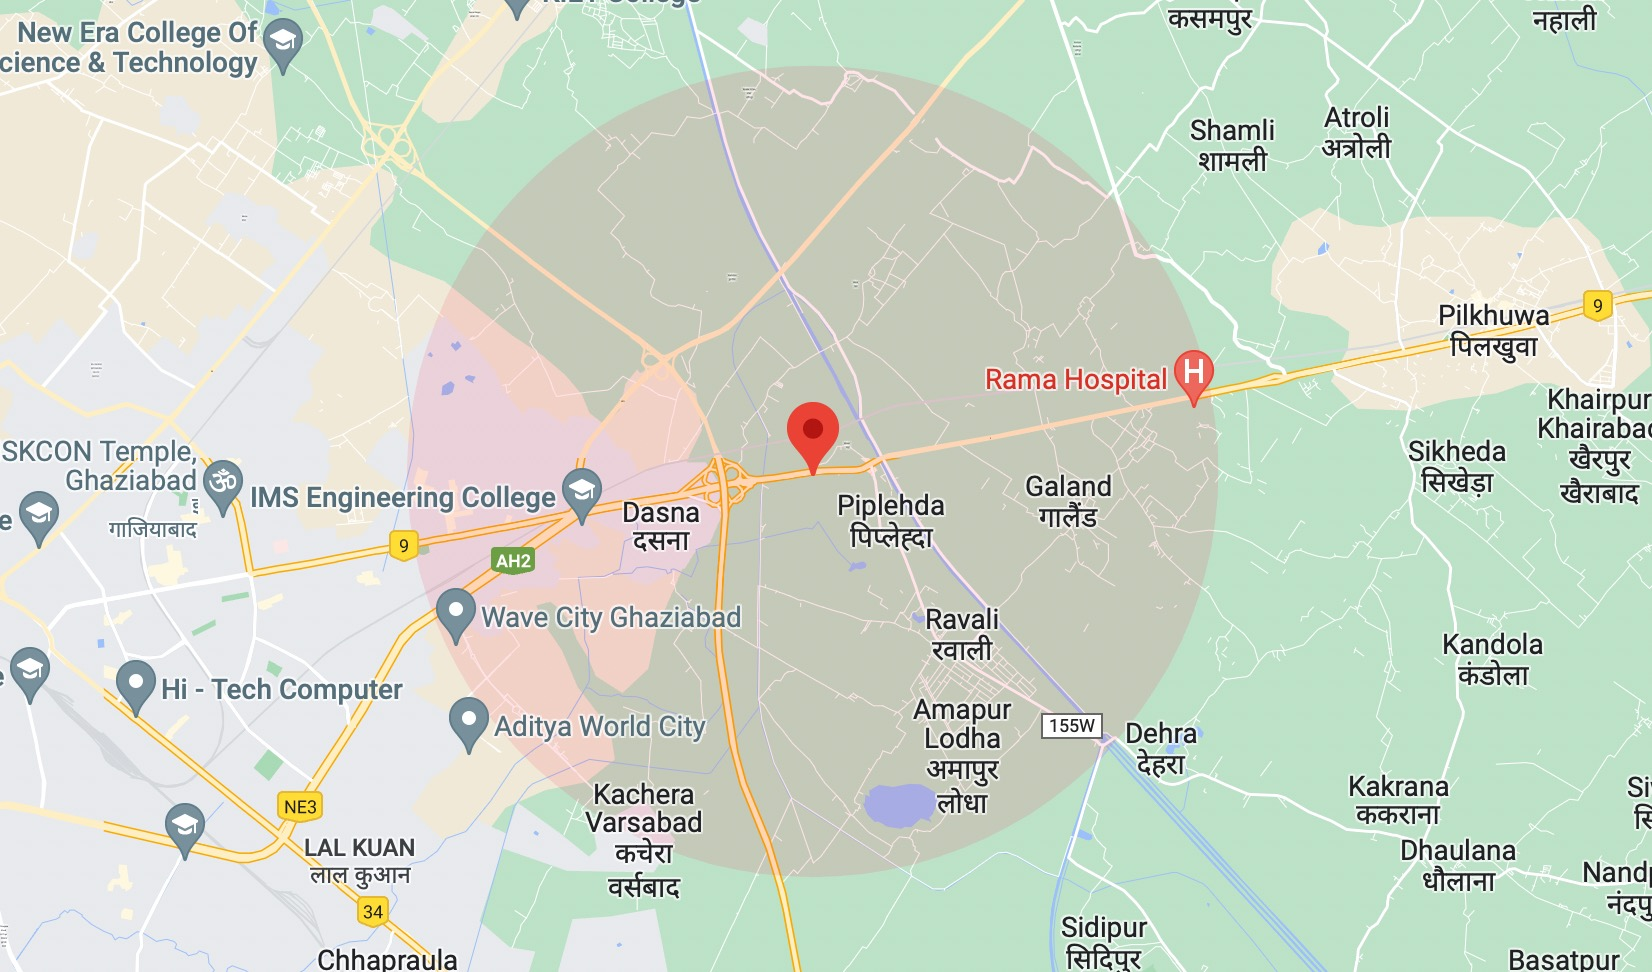 New Era College Of
cience & Technology
कसमपुर
नहाली
Shamli
शामली
Atroli
अत्रोली
Pilkhuwa
पिलखुवा
9
Rama Hospital
H
Khairpur
खैरपुर
खैराबाद
Sikheda
सिखेड़ा
SKCON Temple,
Ghaziabad
गाजियाबाद
IMS Engineering College
Dasna
दसना
Piplehda
पिप्लेह्दा
Galand
गालैंड
9
AH2
Wave City Ghaziabad
Ravali
रवाली
Kandola
कंडोला
Hi - Tech Computer
Aditya World City
Amapur
Lodha
अमापुर
लोधा
155W
Dehra
देहरा
Kachera
Varsabad
कचेरा
वर्सबाद
NE3
Kakrana
ककराना
LAL KUAN
लाल कुआन
Dhaulana
धौलाना
34
Sidipur
सिदिपुर
Chhapraula
Basatpur